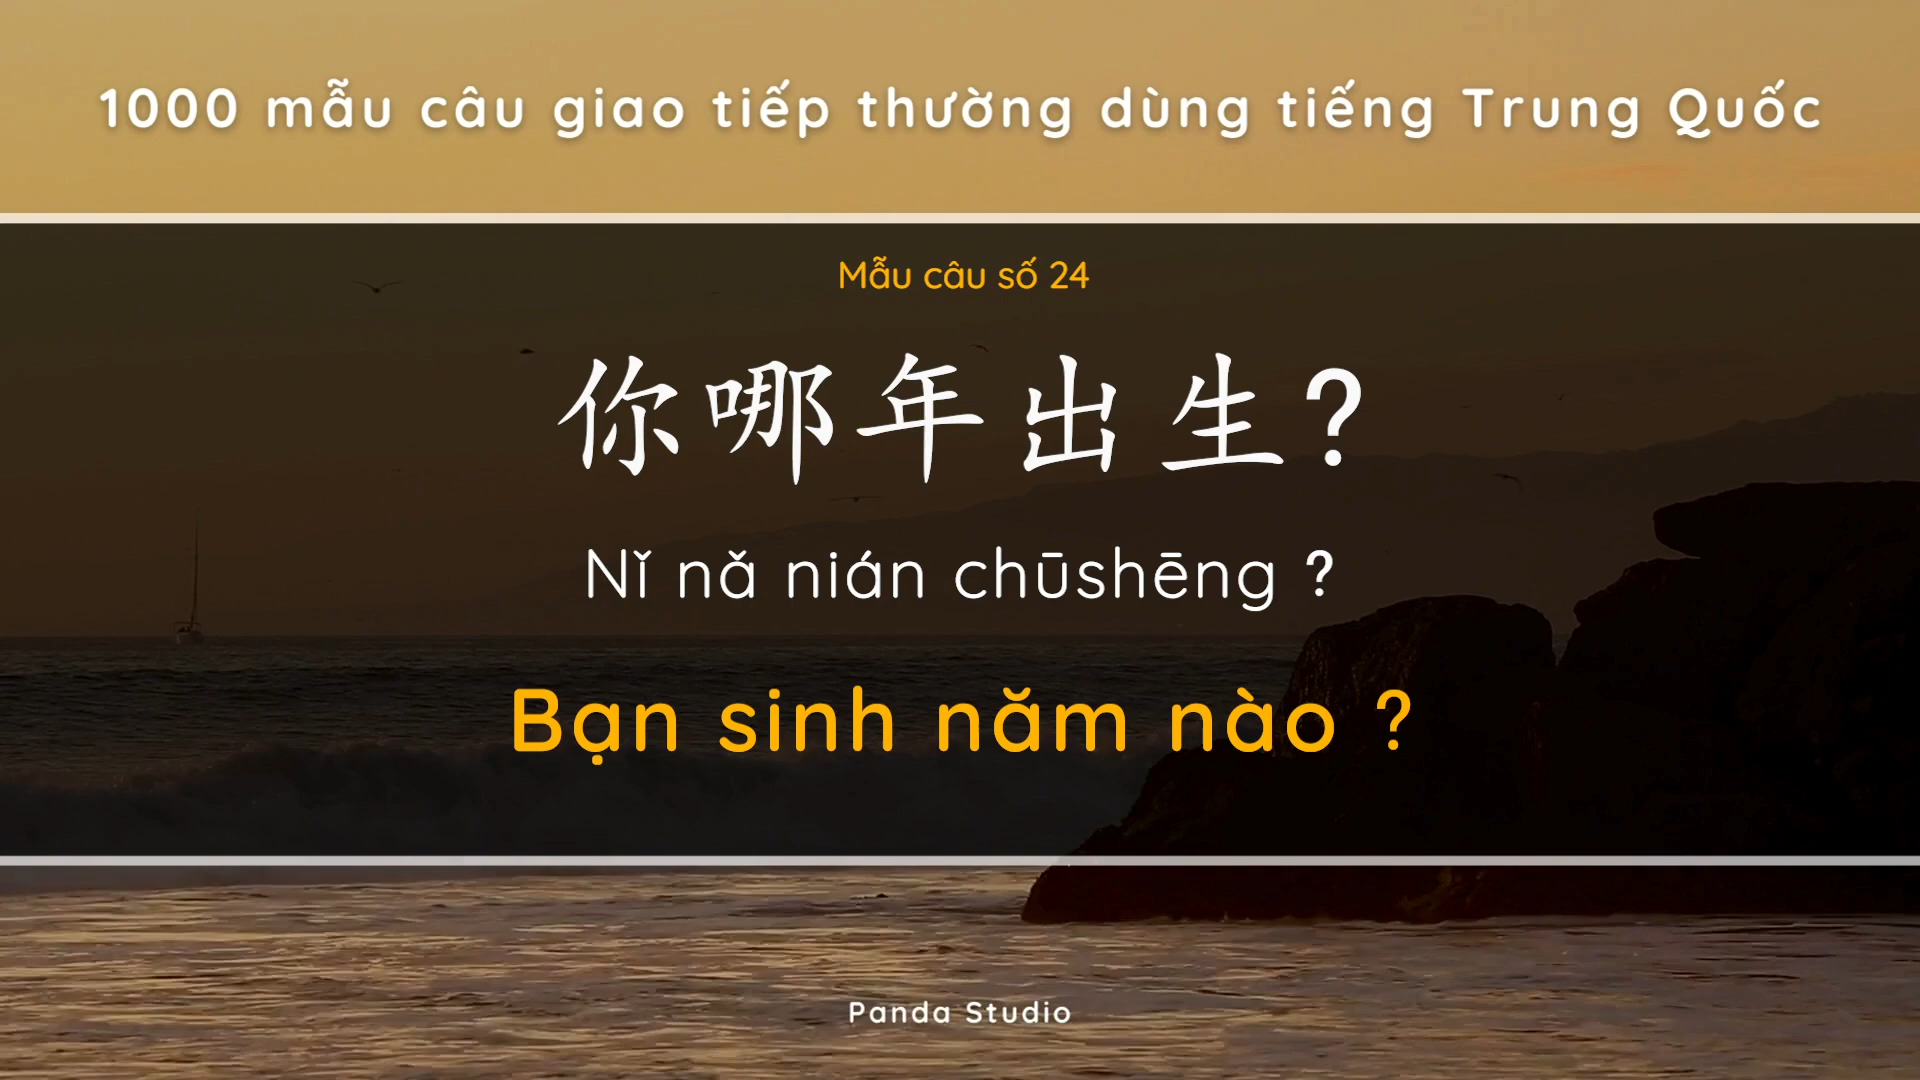 1000 mẫu câu giao tiếp thường dùng tiếng Trung Quốc
Mẫu câu số 24
你哪年出生?
Nǐ nǎ nián chūshēng ?
Bạn sinh năm nào ?
Panda Studio